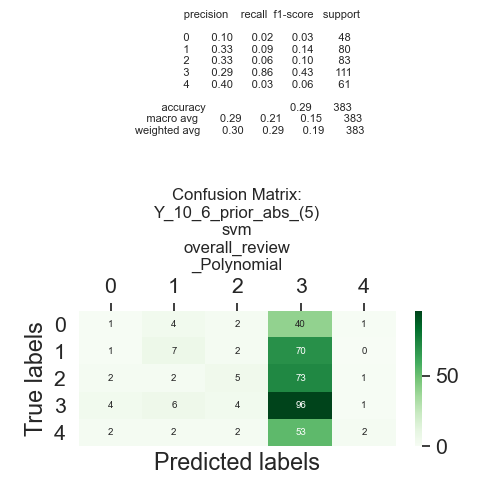 precision recall f1-score support
0 0.10 0.02 0.03 48
1 0.33 0.09 0.14 80
2 0.33 0.06 0.10 83
3 0.29 0.86 0.43 111
4 0.40 0.03 0.06 61
accuracy 0.29 383
macro avg 0.29 0.21 0.15 383
weighted avg 0.30 0.29 0.19 383
Confusion Matrix:
Y_10_6_prior_abs_(5)
svm
overall_review
_Polynomial
0 1 2 3 4
True labels
0 1 4 2 40 1
1 1 7 2 70 0
2 2 2 5 73 1
3 4 6 4 96 1
4 2 2 2 53 2
50
0
Predicted labels